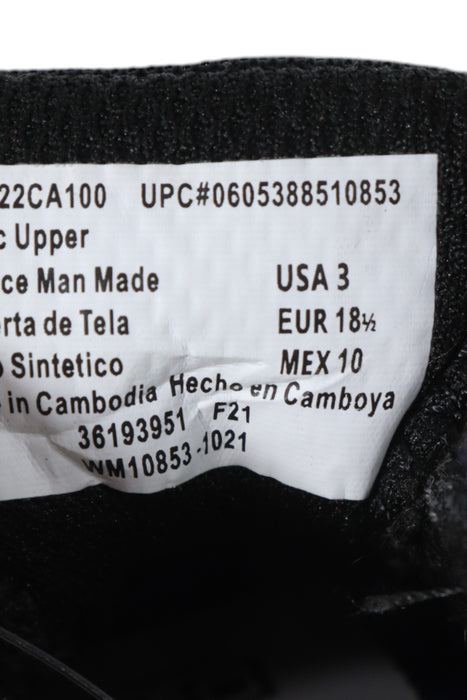 22CA100 UPC#0605388510853
c Upper
ce Man Made USA 3
rta de Tela EUR 18½
o Sintetico MEX 10
e in Cambodia Hecho en Camboya
36193951 F21
WM10853-1021